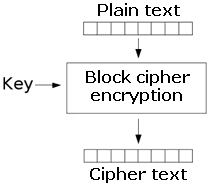 Plain text
Key
Block cipher
encryption
Cipher text